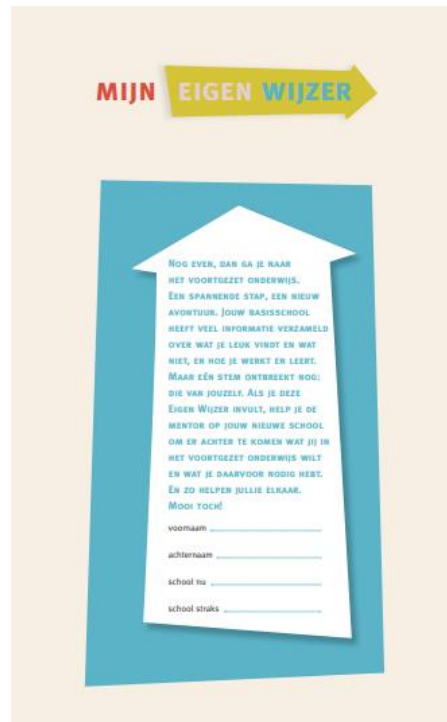 MIJN EIGEN WIJZER
NOG EVEN, DAN GA JE NAAR
HET VOORTGEZET ONDERWIJS.
EEN SPANNENDE STAP, EEN NIEUW
AVONTUUR. JOUW BASISSCHOOL
HEEFT VEEL INFORMATIE VERZAMELD
OVER WAT JE LEUK VINDT EN WAT
NIET, EN HOE JE WERKT EN LEERT.
MAAR EÉN STEM ONTBREEKT NOG:
DIE VAN JOUZELF. ALS JE DEZE
EIGEN WIJZER INVULT, HELP JE DE
MENTOR OP JOUW NIEUWE SCHOOL
OM ER ACHTER TE KOMEN WAT JIJ IN
HET VOORTGEZET ONDERWIJS WILT
EN WAT JE DAARVOOR NODIG HEBT.
EN ZO HELPEN JULLIE ELKAAR.
MOOI TOCH!
voornaam
achternaam
school nu
school straks